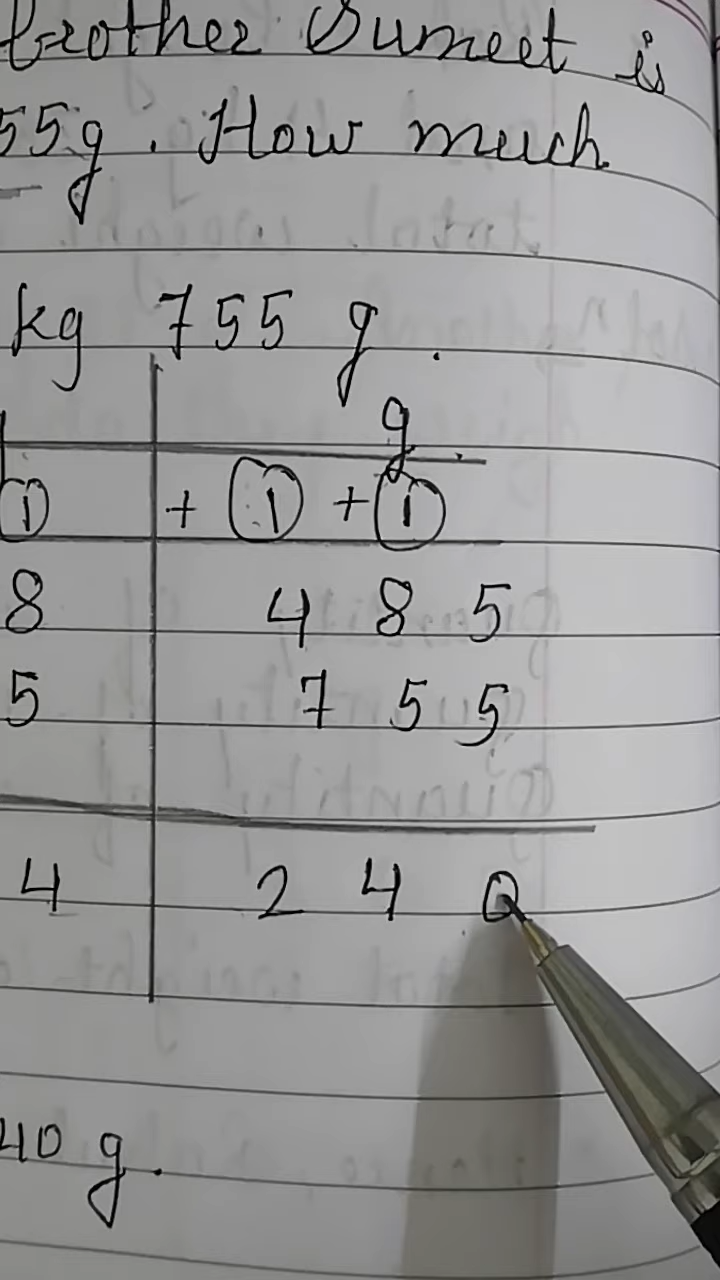 brother Sumeet is
55g. How much
kg 755 g.
g.
1 + 1 + 1
8 4 8 5
5 7 5 5
4 2 4 0
40 g.